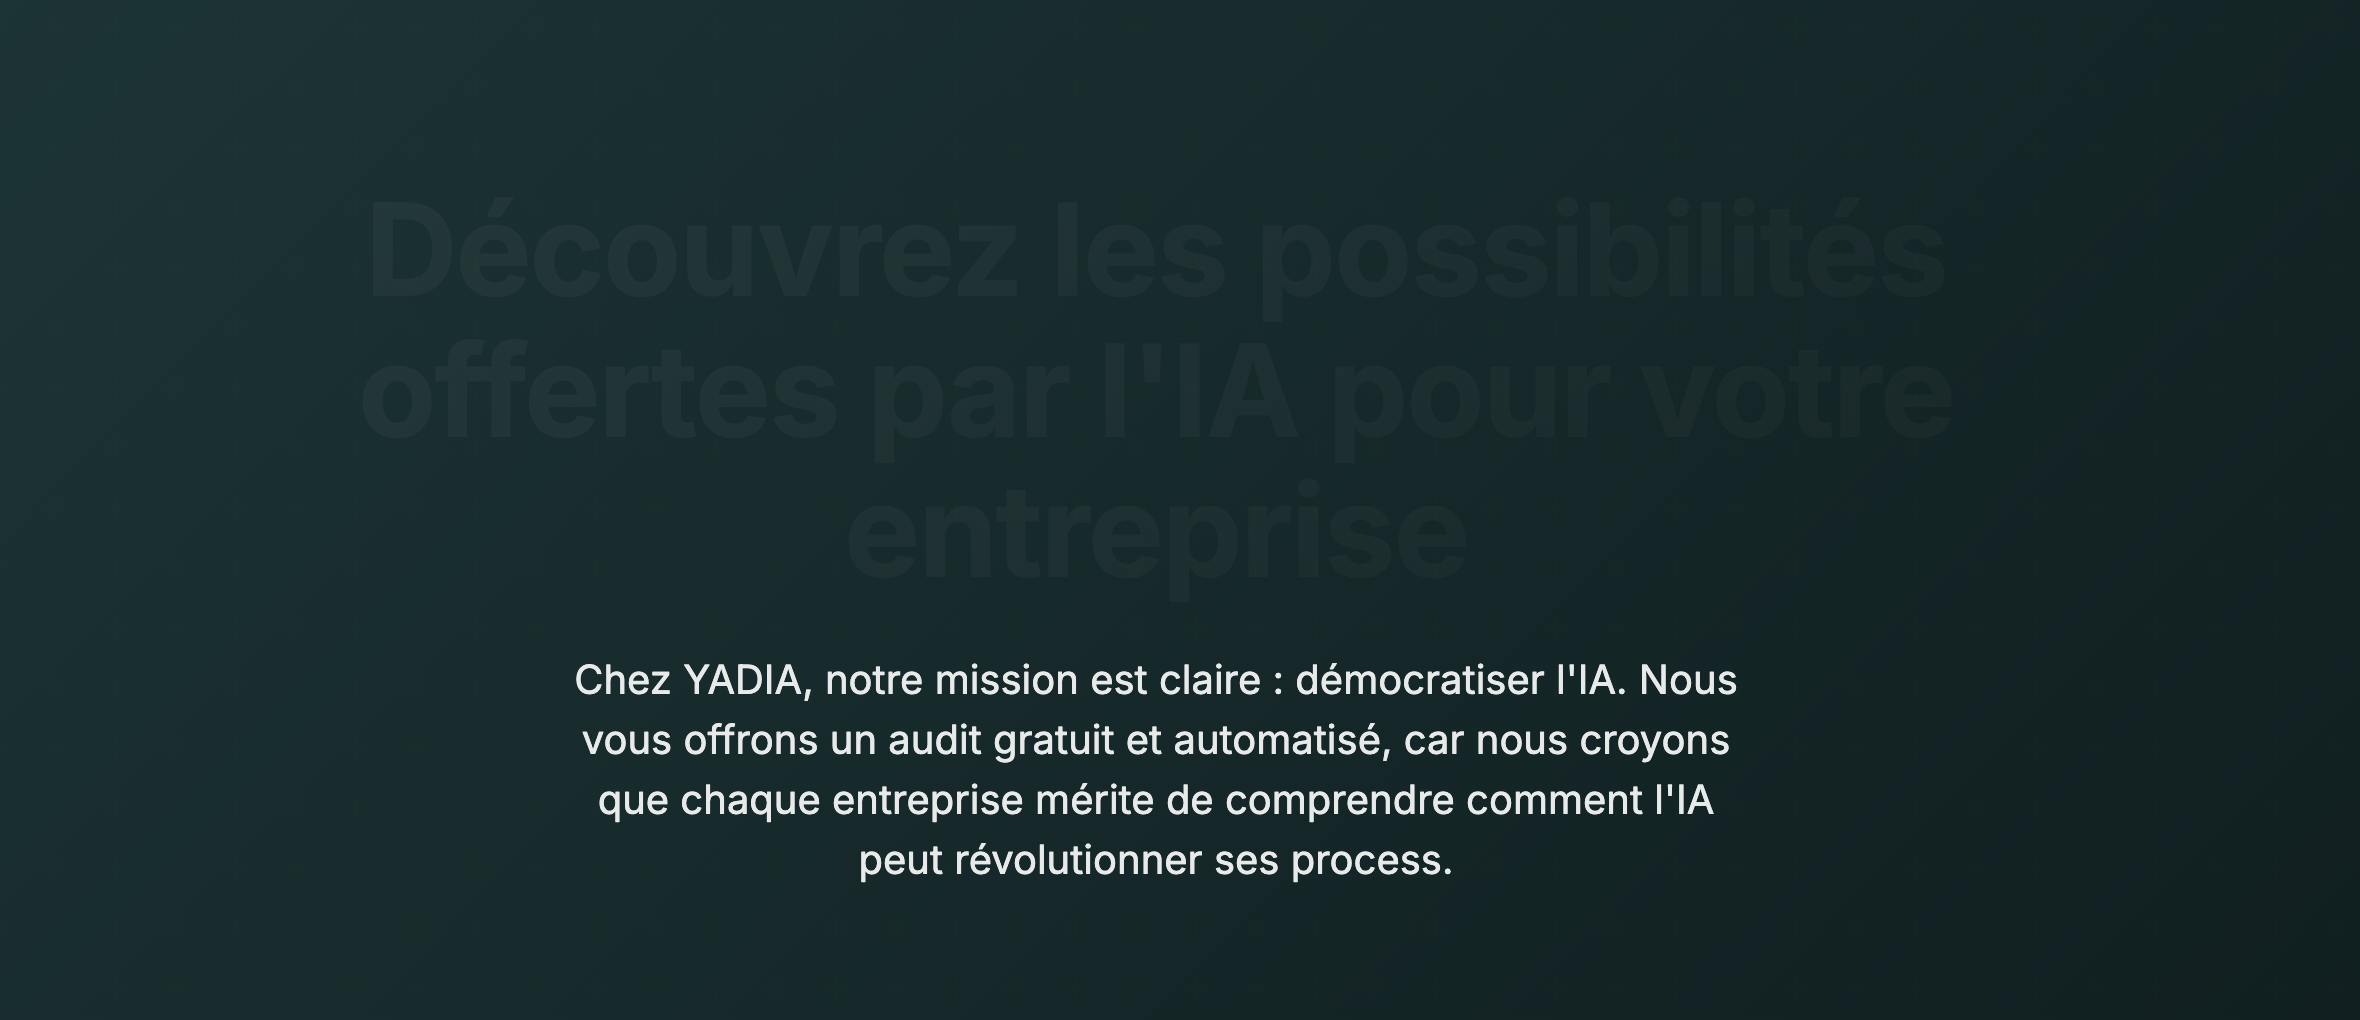 Découvrez les possibilités
offertes par l'IA pour votre
entreprise
Chez YADIA, notre mission est claire : démocratiser l'IA. Nous
vous offrons un audit gratuit et automatisé, car nous croyons
que chaque entreprise mérite de comprendre comment l'IA
peut révolutionner ses process.